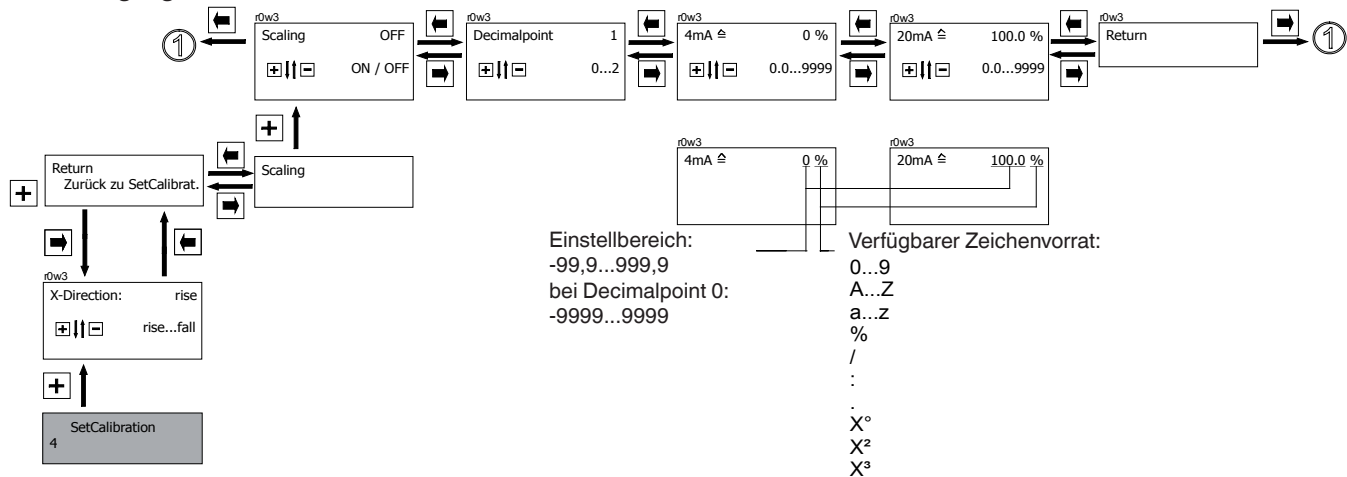 r0w3
Scaling OFF
+ - ON / OFF
r0w3
Decimalpoint 1
+ - 0...2
r0w3
4mA ≙ 0 %
+ - 0.0...9999
r0w3
20mA ≙ 100.0 %
+ - 0.0...9999
r0w3
Return
1
1
+
Return
Zurück zu SetCalibrat.
+
Scaling
r0w3
4mA ≙ 0 %
r0w3
20mA ≙ 100.0 %
r0w3
X-Direction: rise
+ - rise...fall
+
SetCalibration
4
Einstellbereich:
-99,9...999,9
bei Decimalpoint 0:
-9999...9999
Verfügbarer Zeichenvorrat:
0...9
A...Z
a...z
%
/
:
.
X°
X²
X³